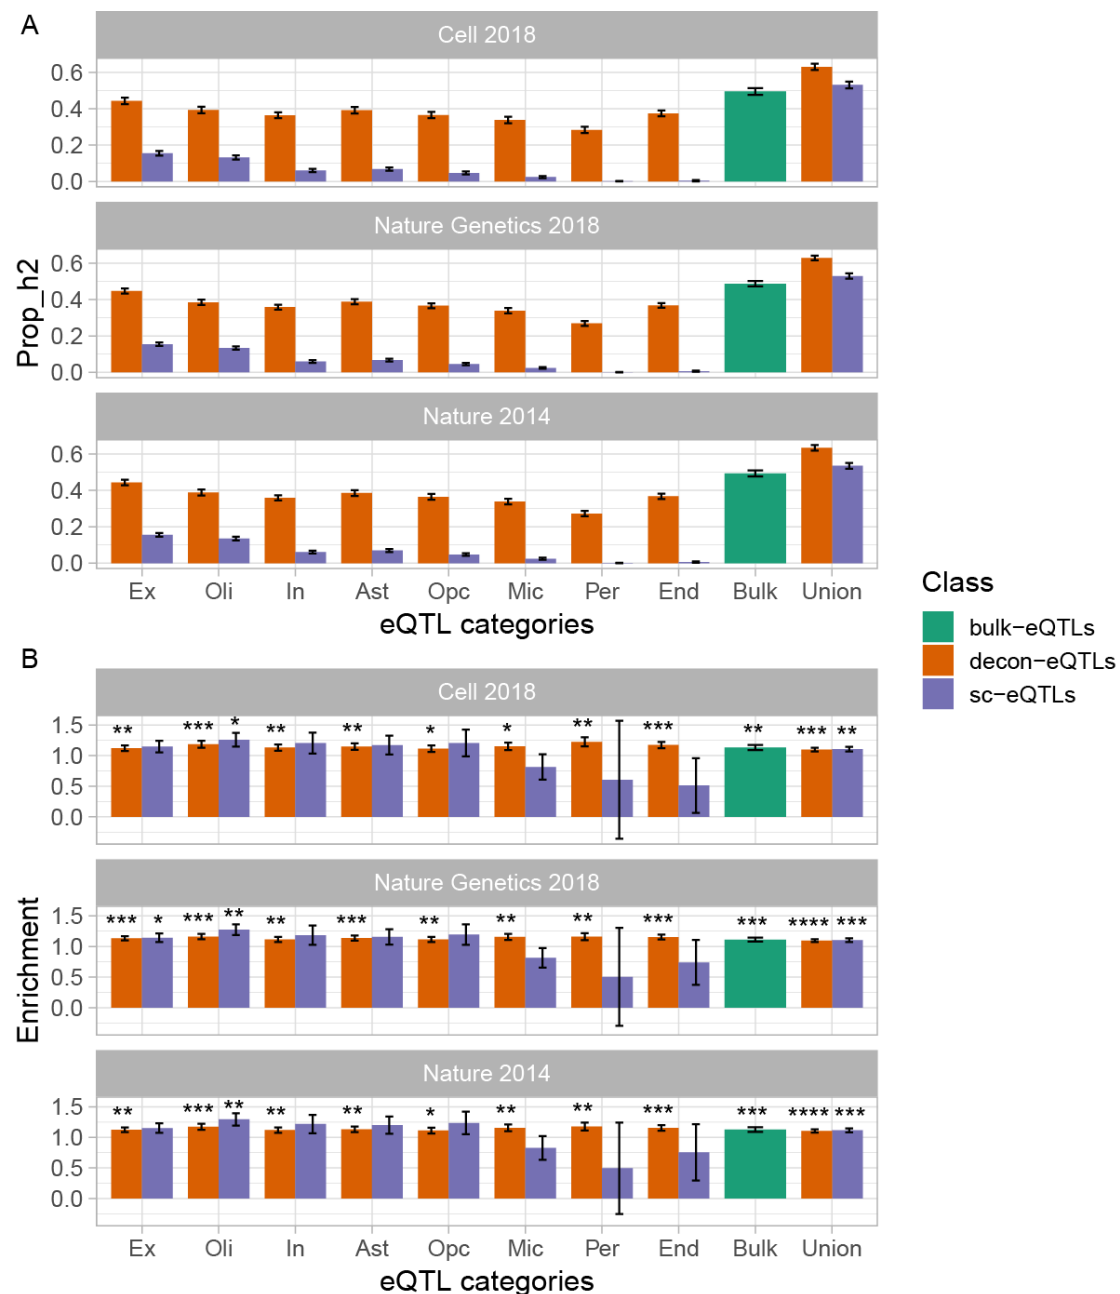 A
Cell 2018
0.6
0.4
0.2
0.0
Nature Genetics 2018
0.6
0.4
0.2
0.0
Nature 2014
0.6
0.4
0.2
0.0
Prop_h2
Ex Oli In Ast Opc Mic Per End Bulk Union
eQTL categories
Class
bulk−eQTLs
decon−eQTLs
sc−eQTLs
B
Cell 2018
1.5
1.0
0.5
0.0
** *** * ** ** * * ** *** ** *** **
Nature Genetics 2018
1.5
1.0
0.5
0.0
*** * *** ** ** *** ** ** ** *** *** **** ***
Nature 2014
1.5
1.0
0.5
0.0
** *** ** ** ** * ** ** *** *** **** ***
Enrichment
Ex Oli In Ast Opc Mic Per End Bulk Union
eQTL categories